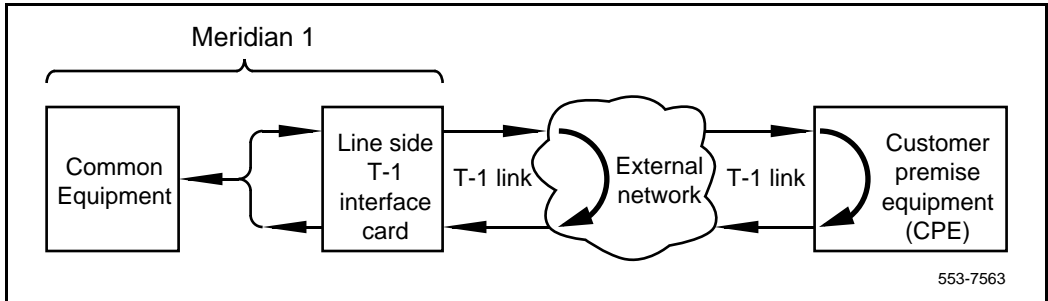 Meridian 1
Common
Equipment
Line side
T-1
interface
card
T-1 link
External
network
T-1 link
Customer
premise
equipment
(CPE)
553-7563